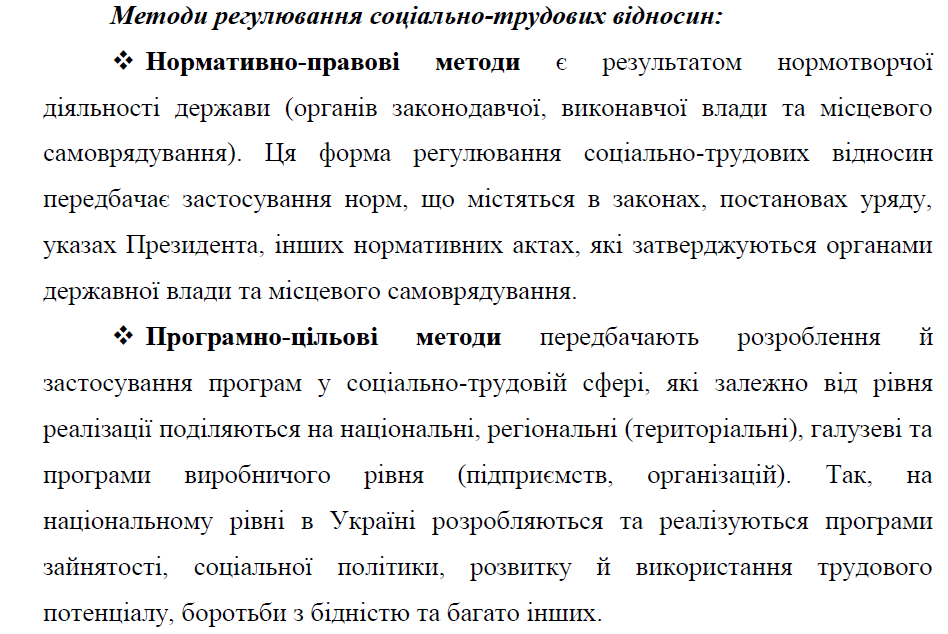 Методи регулювання соціально-трудових відносин:
❖ Нормативно-правові методи є результатом нормотворчої
діяльності держави (органів законодавчої, виконавчої влади та місцевого
самоврядування). Ця форма регулювання соціально-трудових відносин
передбачає застосування норм, що містяться в законах, постановах уряду,
указах Президента, інших нормативних актах, які затверджуються органами
державної влади та місцевого самоврядування.
❖ Програмно-цільові методи передбачають розроблення й
застосування програм у соціально-трудовій сфері, які залежно від рівня
реалізації поділяються на національні, регіональні (територіальні), галузеві та
програми виробничого рівня (підприємств, організацій). Так, на
національному рівні в Україні розробляються та реалізуються програми
зайнятості, соціальної політики, розвитку й використання трудового
потенціалу, боротьби з бідністю та багато інших.